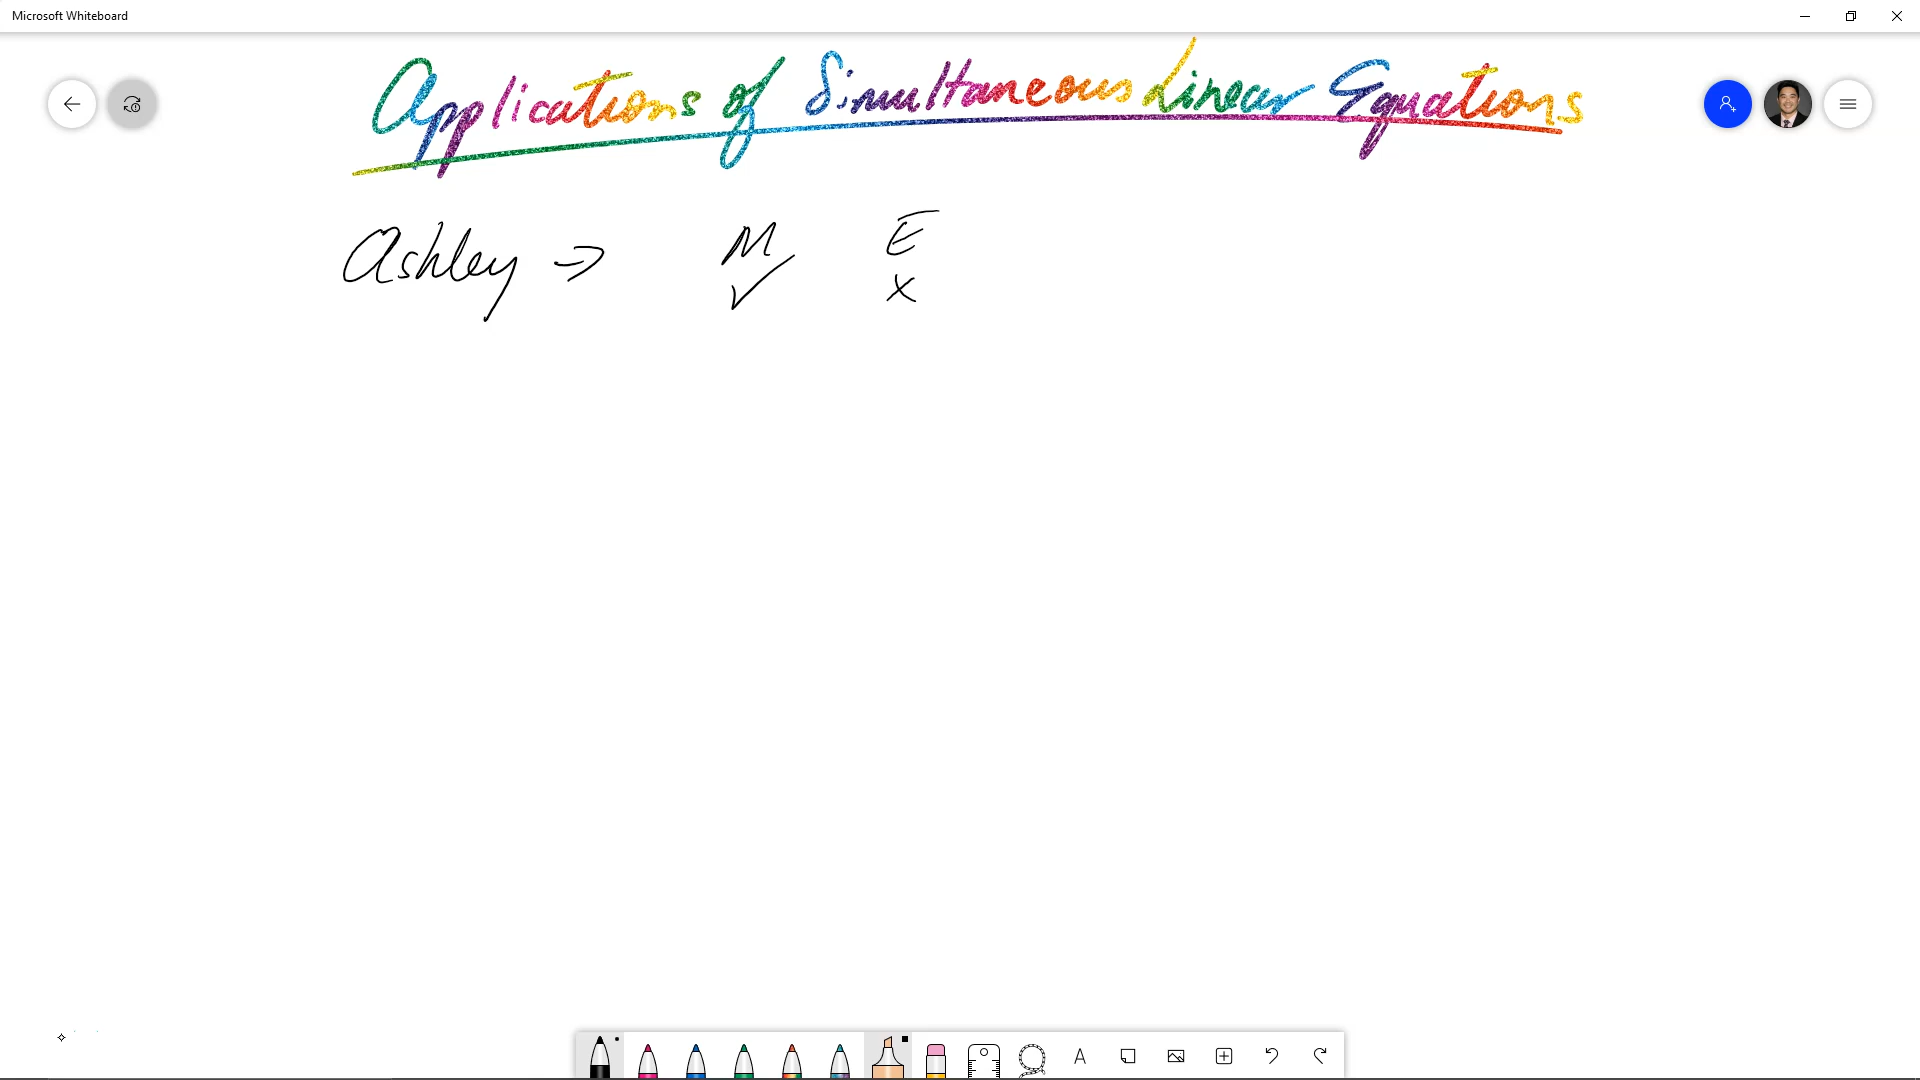 Microsoft Whiteboard
Applications of Simultaneous Linear Equations
Ashley → M E
✓ x
A